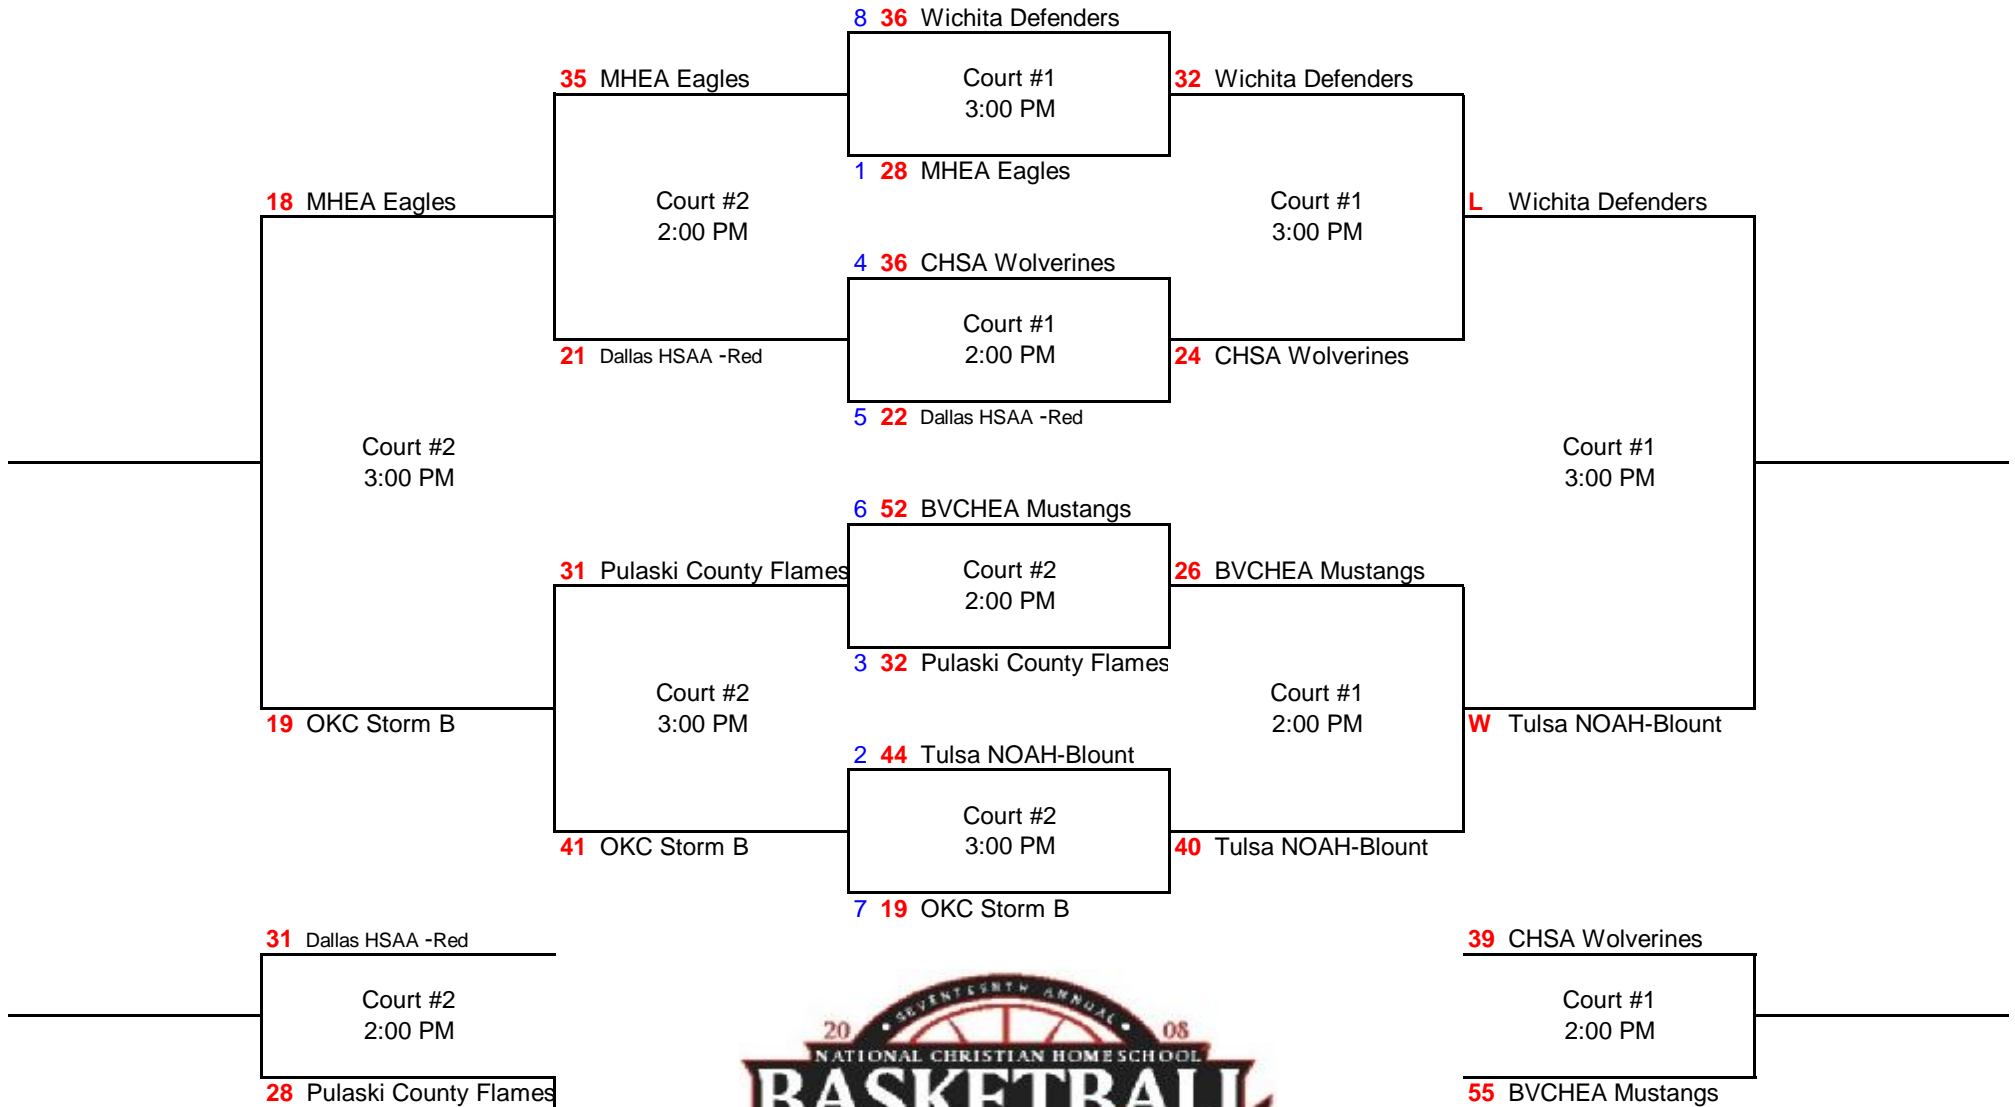 8 36 Wichita Defenders
35 MHEA Eagles
Court #1
3:00 PM
32 Wichita Defenders
1 28 MHEA Eagles
18 MHEA Eagles
Court #2
2:00 PM
Court #1
3:00 PM
L Wichita Defenders
4 36 CHSA Wolverines
Court #1
2:00 PM
21 Dallas HSAA -Red
24 CHSA Wolverines
5 22 Dallas HSAA -Red
Court #2
3:00 PM
Court #1
3:00 PM
6 52 BVCHEA Mustangs
31 Pulaski County Flames
Court #2
2:00 PM
26 BVCHEA Mustangs
3 32 Pulaski County Flames
Court #2
3:00 PM
Court #1
2:00 PM
19 OKC Storm B
W Tulsa NOAH-Blount
2 44 Tulsa NOAH-Blount
Court #2
3:00 PM
41 OKC Storm B
40 Tulsa NOAH-Blount
7 19 OKC Storm B
31 Dallas HSAA -Red
39 CHSA Wolverines
Court #2
2:00 PM
Court #1
2:00 PM
28 Pulaski County Flames
55 BVCHEA Mustangs
SEVENTEENTH ANNUAL
20 08
NATIONAL CHRISTIAN HOMESCHOOL
BASKETBALL